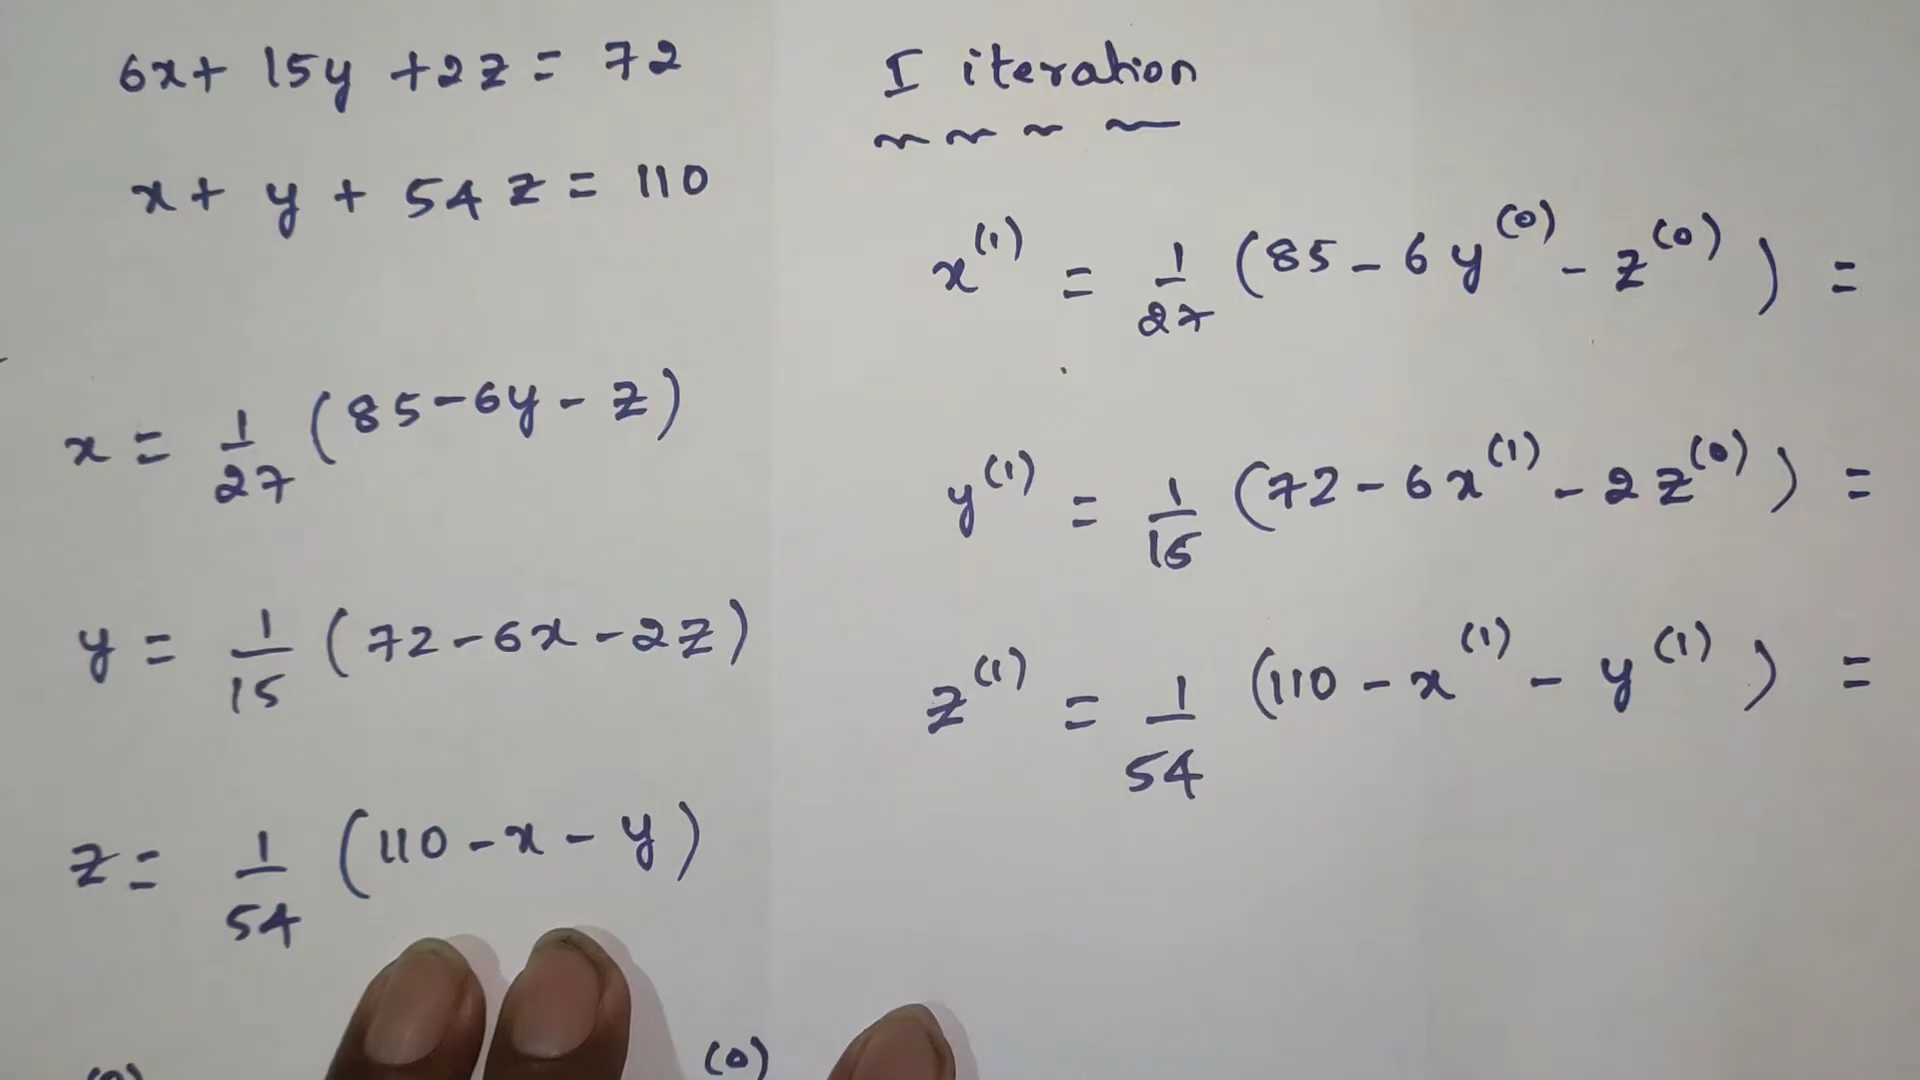 6x + 15y + 2z = 72
x + y + 54z = 110
x = 1/27 (85 - 6y - z)
y = 1/15 (72 - 6x - 2z)
z = 1/54 (110 - x - y)
(0)
I iteration
x^(1) = 1/27 (85 - 6y^(0) - z^(0)) =
y^(1) = 1/15 (72 - 6x^(1) - 2z^(0)) =
z^(1) = 1/54 (110 - x^(1) - y^(1)) =